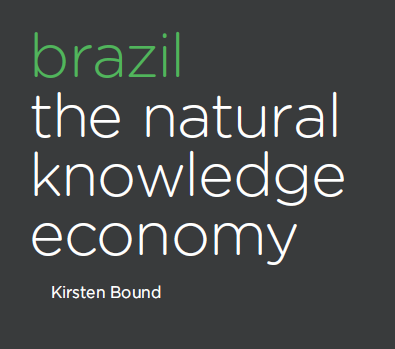 brazil
the natural
knowledge
economy
Kirsten Bound